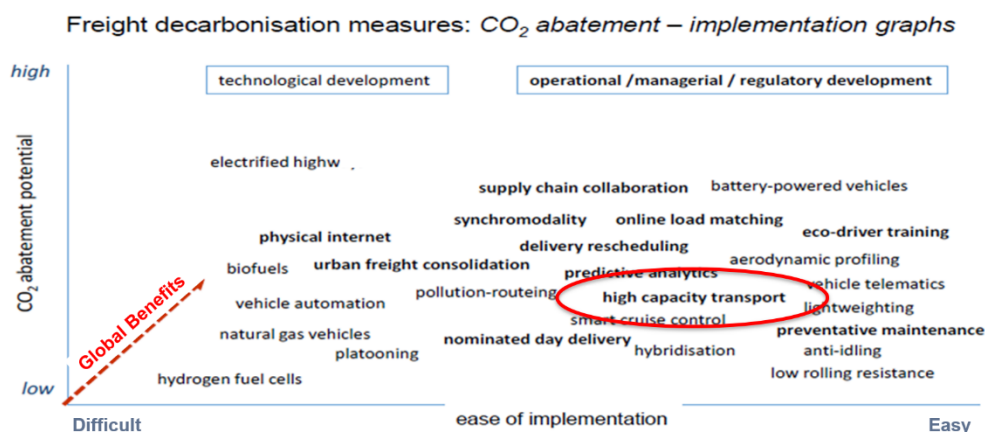 Freight decarbonisation measures: CO2 abatement – implementation graphs
high
technological development
operational /managerial / regulatory development
CO2 abatement potential
electrified highw
supply chain collaboration
battery-powered vehicles
synchromodality
online load matching
eco-driver training
physical internet
delivery rescheduling
aerodynamic profiling
biofuels
urban freight consolidation
predictive analytics
vehicle telematics
pollution-routeing
high capacity transport
vehicle automation
lightweighting
smart cruise control
natural gas vehicles
nominated day delivery
preventative maintenance
platooning
hybridisation
anti-idling
hydrogen fuel cells
low rolling resistance
Global Benefits
low
Difficult
ease of implementation
Easy